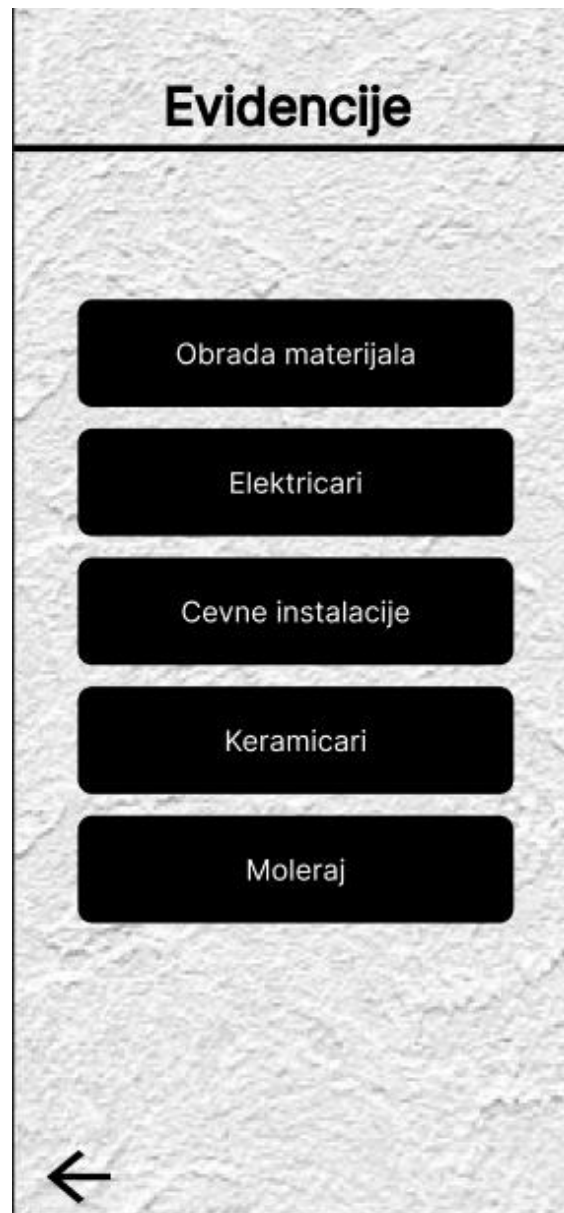 Evidencije
Obrada materijala
Elektricari
Cevne instalacije
Keramicari
Moleraj